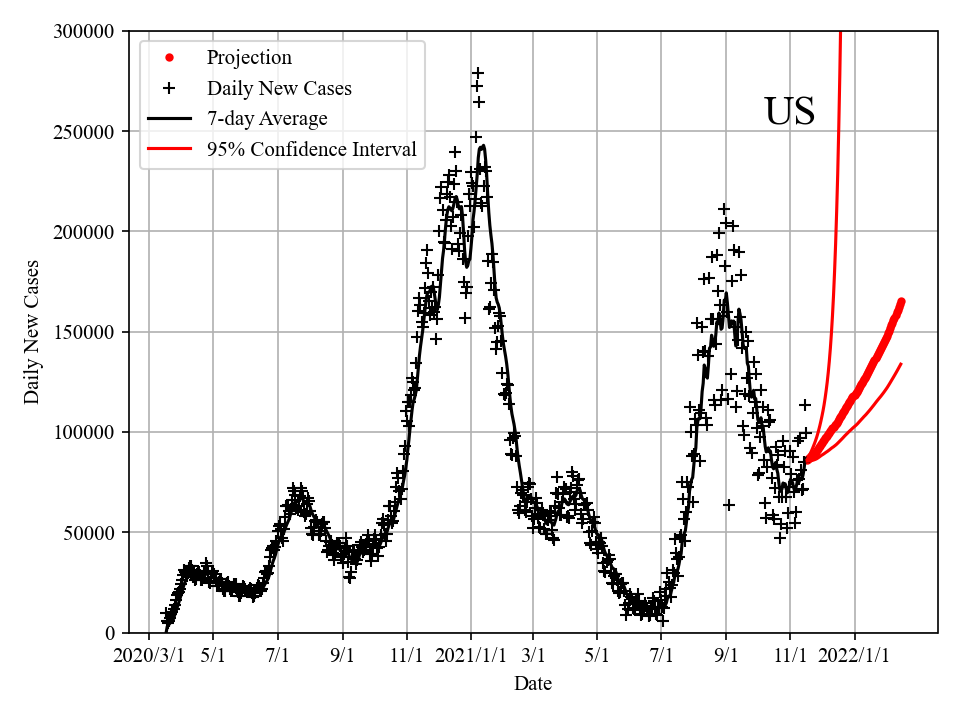 300000
250000
200000
150000
100000
50000
0
Daily New Cases
Projection
Daily New Cases
7-day Average
95% Confidence Interval
US
2020/3/1 5/1 7/1 9/1 11/1 2021/1/1 3/1 5/1 7/1 9/1 11/1 2022/1/1
Date